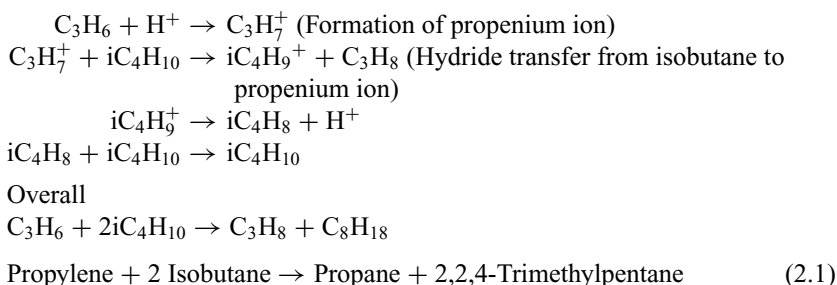 C₃H₆ + H⁺ → C₃H₇⁺ (Formation of propenium ion)
C₃H₇⁺ + iC₄H₁₀ → iC₄H₉⁺ + C₃H₈ (Hydride transfer from isobutane to
propenium ion)
iC₄H₉⁺ → iC₄H₈ + H⁺
iC₄H₈ + iC₄H₁₀ → iC₄H₁₀
Overall
C₃H₆ + 2iC₄H₁₀ → C₃H₈ + C₈H₁₈
Propylene + 2 Isobutane → Propane + 2,2,4-Trimethylpentane (2.1)